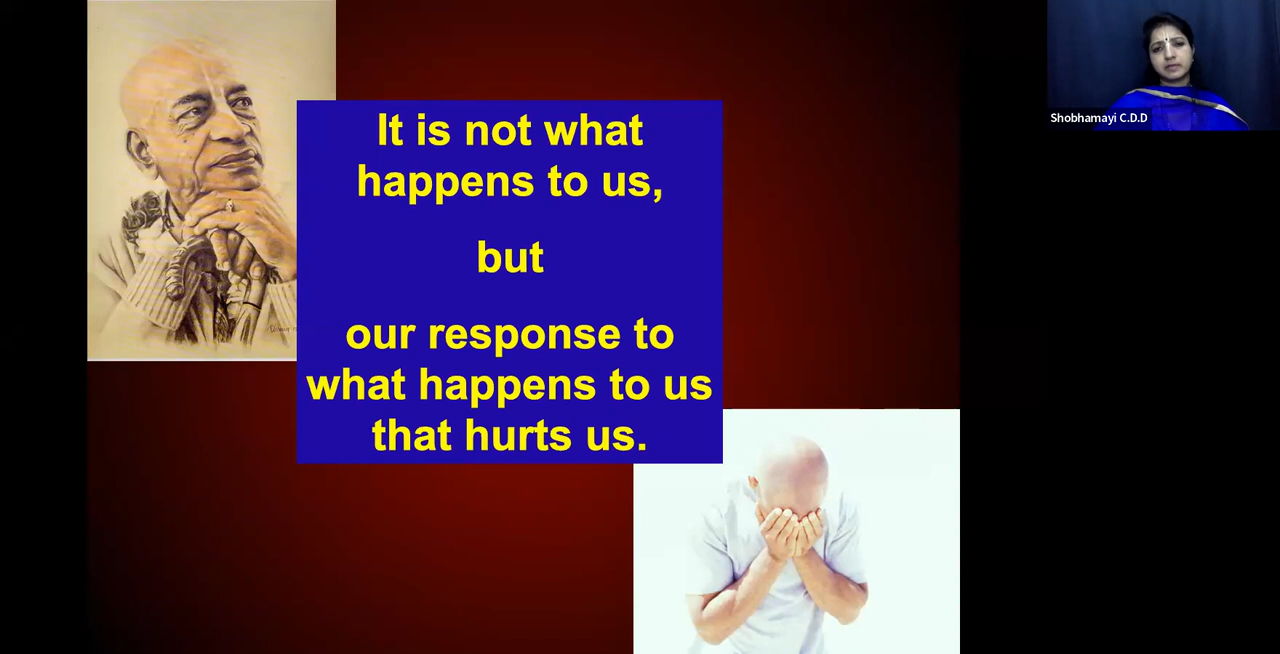 It is not what
happens to us,
but
our response to
what happens to us
that hurts us.
Shobhamayi C.D.D